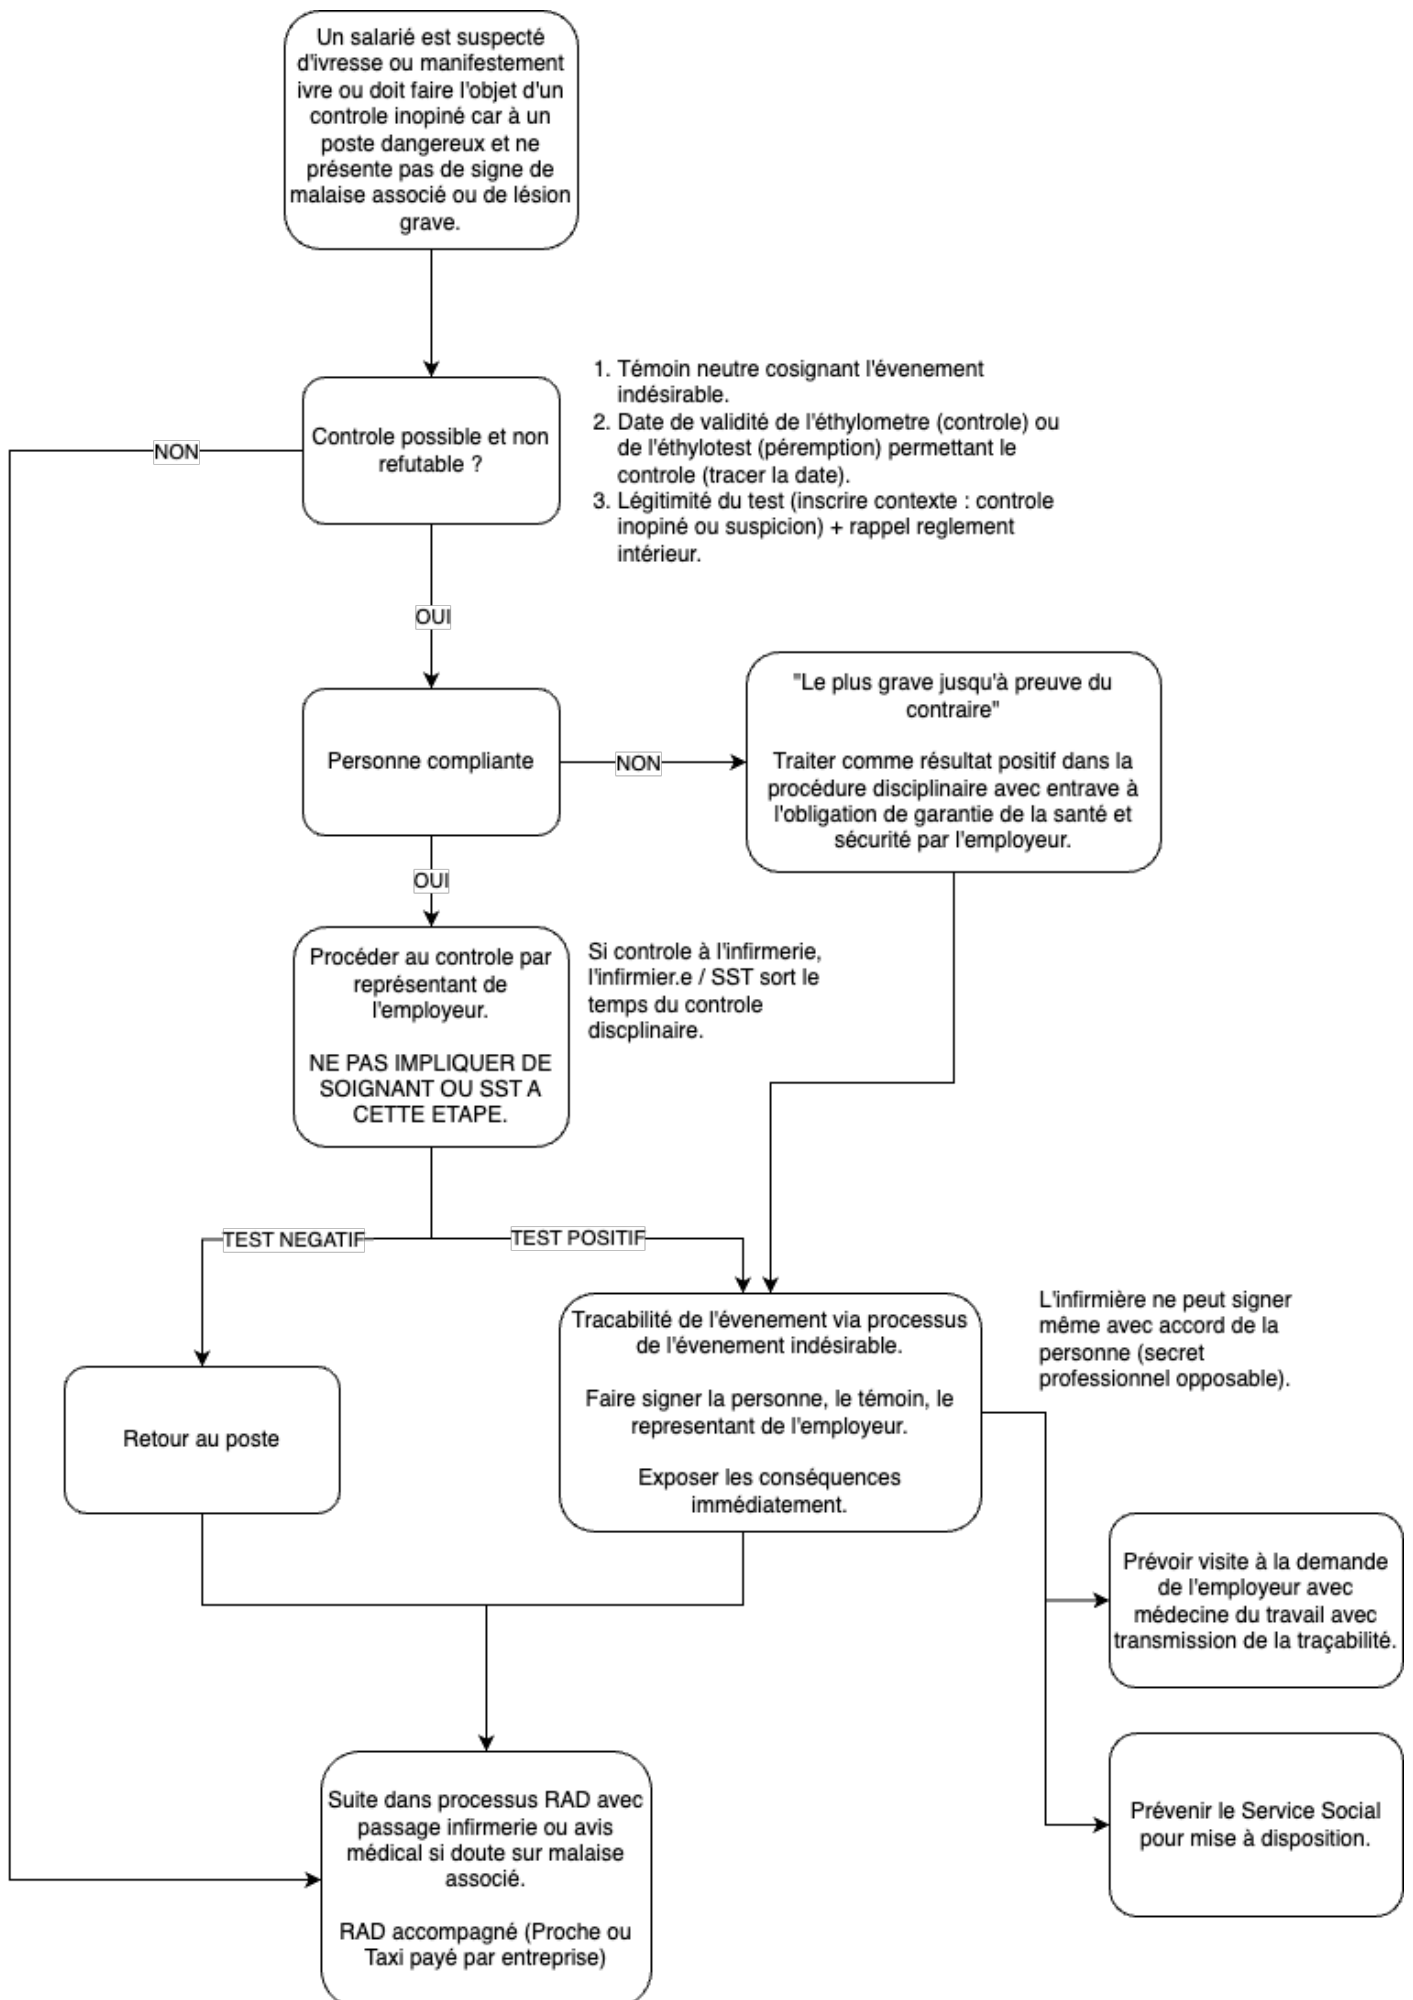 Un salarié est suspecté
d'ivresse ou manifestement
ivre ou doit faire l'objet d'un
controle inopiné car à un
poste dangereux et ne
présente pas de signe de
malaise associé ou de lésion
grave.
1. Témoin neutre cosignant l'évenement
indésirable.
2. Date de validité de l'éthylometre (controle) ou
de l'éthylotest (péremption) permettant le
controle (tracer la date).
3. Légitimité du test (inscrire contexte : controle
inopiné ou suspicion) + rappel reglement
intérieur.
Controle possible et non
refutable ?
NON
OUI
Personne compliante
NON
"Le plus grave jusqu'à preuve du
contraire"
Traiter comme résultat positif dans la
procédure disciplinaire avec entrave à
l'obligation de garantie de la santé et
sécurité par l'employeur.
OUI
Procéder au controle par
représentant de
l'employeur.
NE PAS IMPLIQUER DE
SOIGNANT OU SST A
CETTE ETAPE.
Si controle à l'infirmerie,
l'infirmier.e / SST sort le
temps du controle
discplinaire.
TEST NEGATIF
TEST POSITIF
Retour au poste
Tracabilité de l'évenement via processus
de l'évenement indésirable.
Faire signer la personne, le témoin, le
representant de l'employeur.
Exposer les conséquences
immédiatement.
L'infirmière ne peut signer
même avec accord de la
personne (secret
professionnel opposable).
Prévoir visite à la demande
de l'employeur avec
médecine du travail avec
transmission de la traçabilité.
Prévenir le Service Social
pour mise à disposition.
Suite dans processus RAD avec
passage infirmerie ou avis
médical si doute sur malaise
associé.
RAD accompagné (Proche ou
Taxi payé par entreprise)